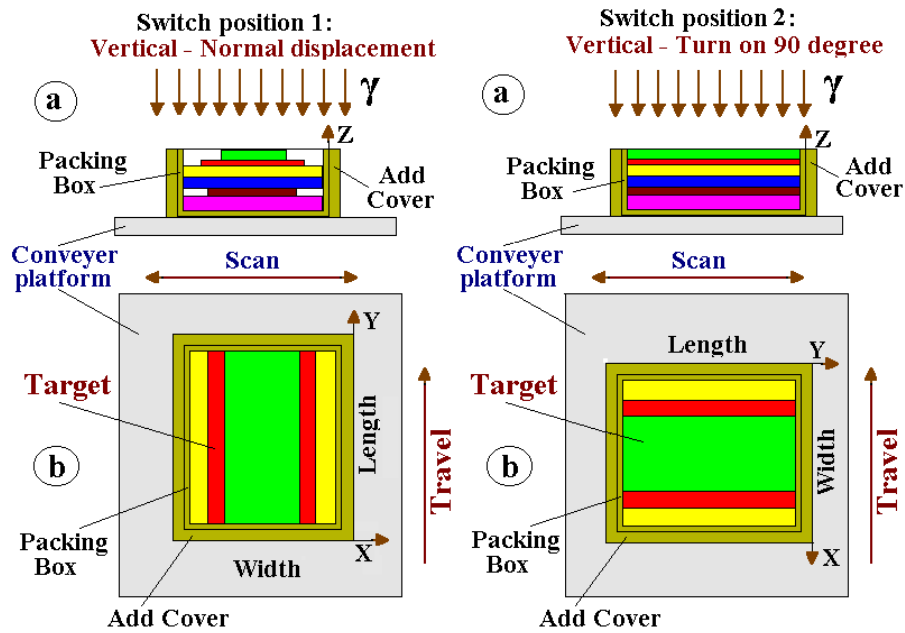 Switch position 1:
Vertical - Normal displacement
a
γ
Z
Packing
Box
Add
Cover
Conveyer
platform
Scan
Y
Target
Length
Travel
b
Packing
Box
X
Width
Add Cover
Switch position 2:
Vertical - Turn on 90 degree
a
γ
Z
Packing
Box
Add
Cover
Conveyer
platform
Scan
Length
Y
Target
Width
Travel
b
Packing
Box
X
Add Cover